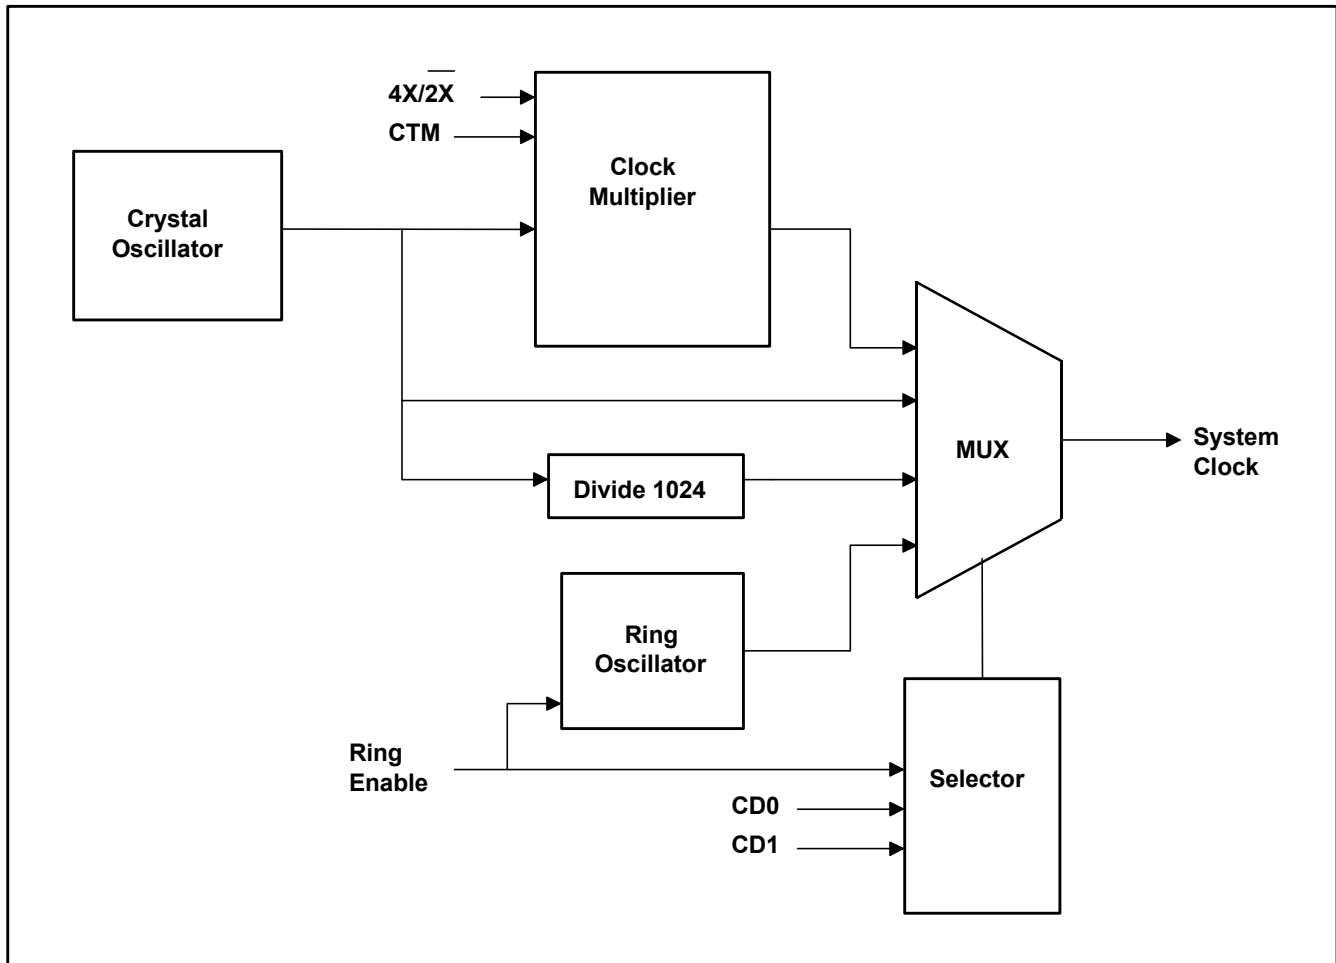 4X/2X̅
CTM
Clock
Multiplier
Crystal
Oscillator
MUX
System
Clock
Divide 1024
Ring
Oscillator
Ring
Enable
Selector
CD0
CD1